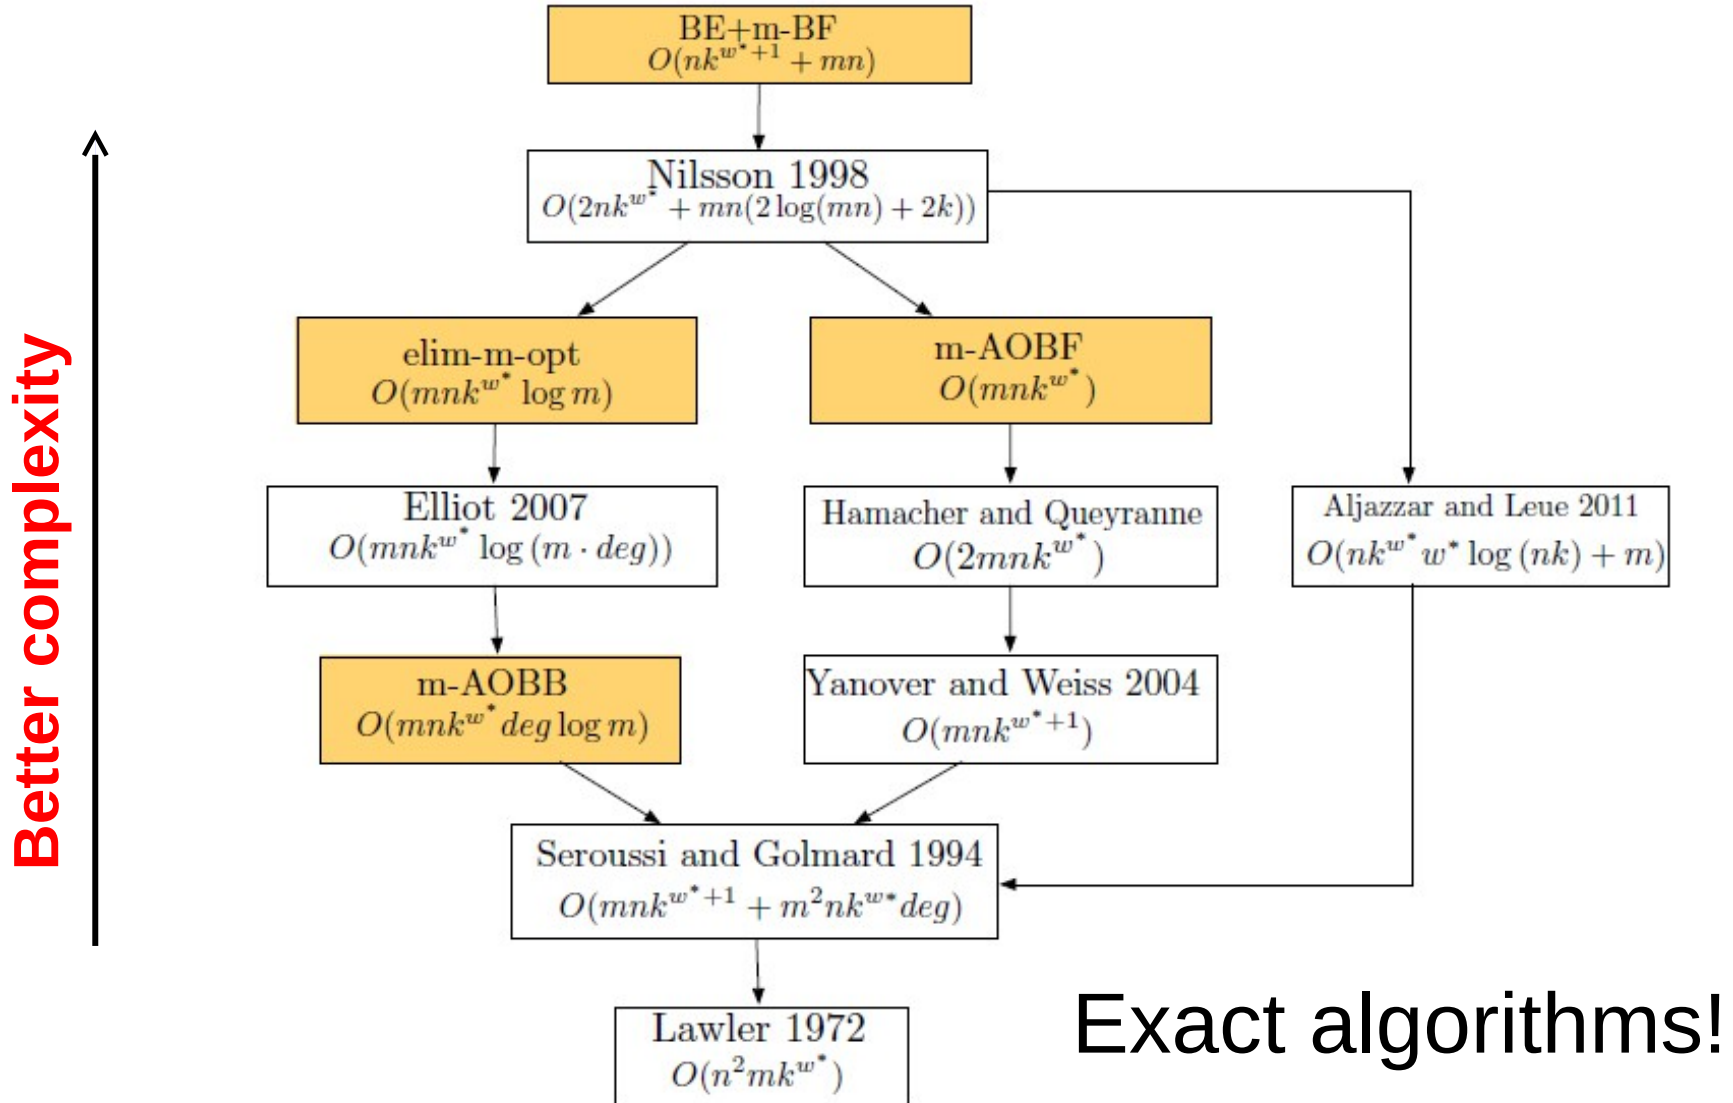 BE+m-BF
O(nk^{w^*+1} + mn)
Nilsson 1998
O(2nk^{w^*} + mn(2 log(mn) + 2k))
elim-m-opt
O(mnk^{w^*} log m)
m-AOBF
O(mnk^{w^*})
Elliot 2007
O(mnk^{w^*} log (m · deg))
Hamacher and Queyranne
O(2mnk^{w^*})
Aljazzar and Leue 2011
O(nk^{w^*} w^* log (nk) + m)
m-AOBB
O(mnk^{w^*} deg log m)
Yanover and Weiss 2004
O(mnk^{w^*+1})
Seroussi and Golmard 1994
O(mnk^{w^*+1} + m^2nk^{w*}deg)
Lawler 1972
O(n^2mk^{w^*})
Better complexity
Exact algorithms!